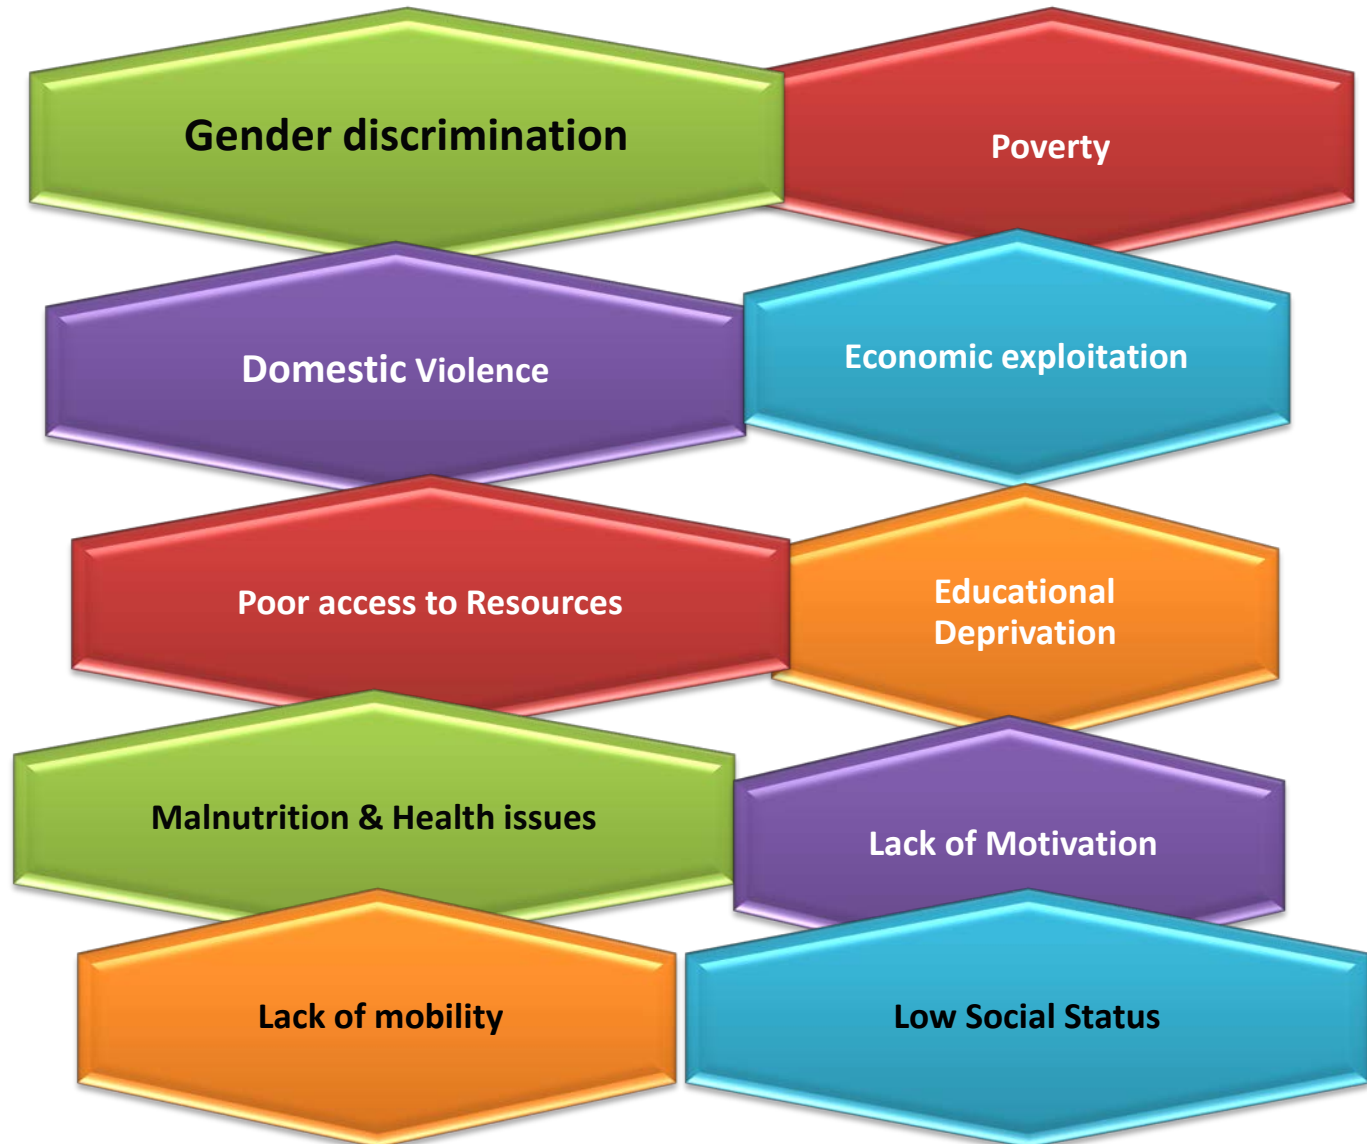 Gender discrimination
Poverty
Domestic Violence
Economic exploitation
Poor access to Resources
Educational
Deprivation
Malnutrition & Health issues
Lack of Motivation
Lack of mobility
Low Social Status